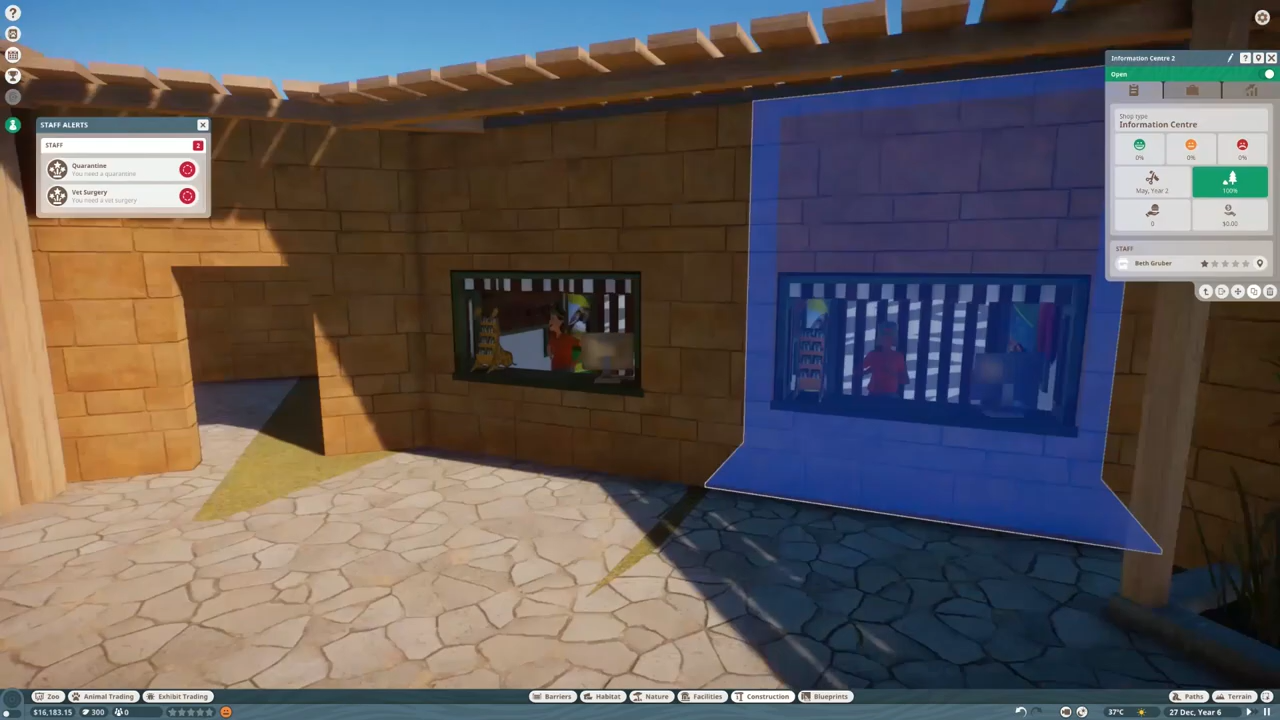 STAFF ALERTS
STAFF
2
Quarantine
You need a quarantine
Vet Surgery
You need a vet surgery
Information Centre 2
Open
Shop type
Information Centre
0%
0%
0%
May, Year 2
100%
0
$0.00
STAFF
Beth Gruber
Zoo
Animal Trading
Exhibit Trading
Barriers
Habitat
Nature
Facilities
Construction
Blueprints
Paths
Terrain
$16,183.15
300
0
37°C
27 Dec, Year 6